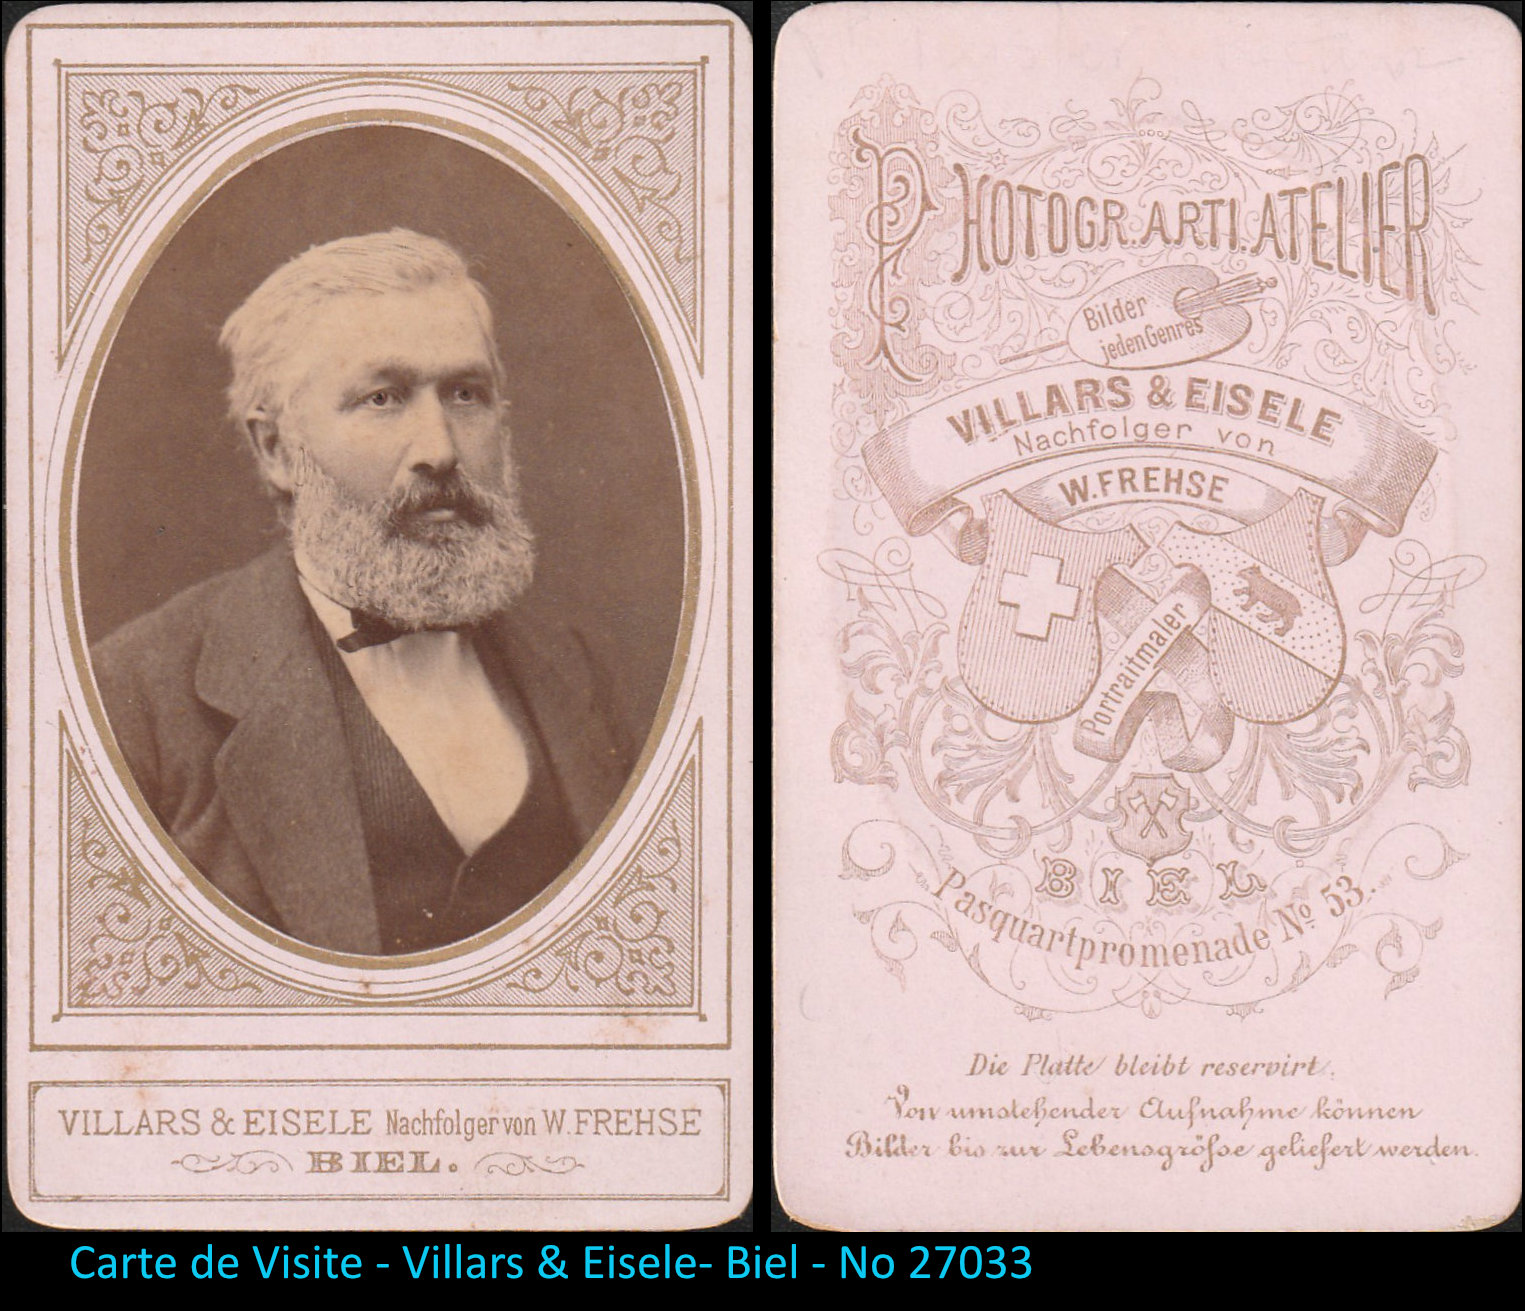 VILLARS & EISELE Nachfolger von W. FREHSE
BIEL.
PHOTOGR. ARTI. ATELIER
Bilder
jeden Genres
VILLARS & EISELE
Nachfolger von
W. FREHSE
Portraitmaler
BIEL
Pasquartpromenade No 53.
Die Platte bleibt reservirt.
Von umstehender Aufnahme können
Bilder bis zur Lebensgröſse geliefert werden.
Carte de Visite - Villars & Eisele- Biel - No 27033